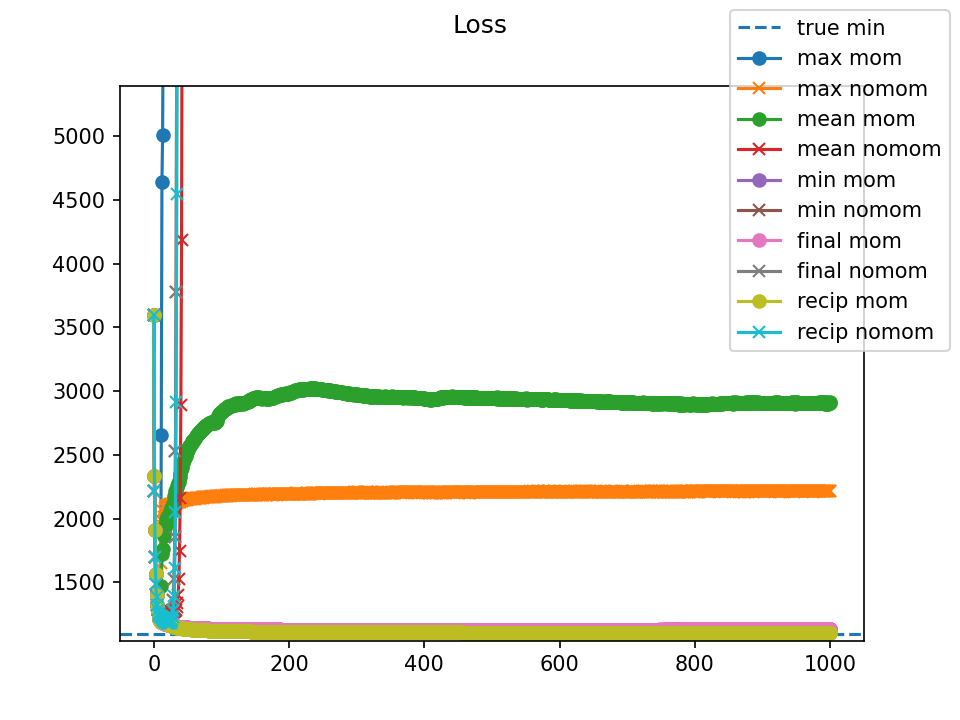 Loss
true min
max mom
max nomom
mean mom
mean nomom
min mom
min nomom
final mom
final nomom
recip mom
recip nomom
5000
4500
4000
3500
3000
2500
2000
1500
0 200 400 600 800 1000